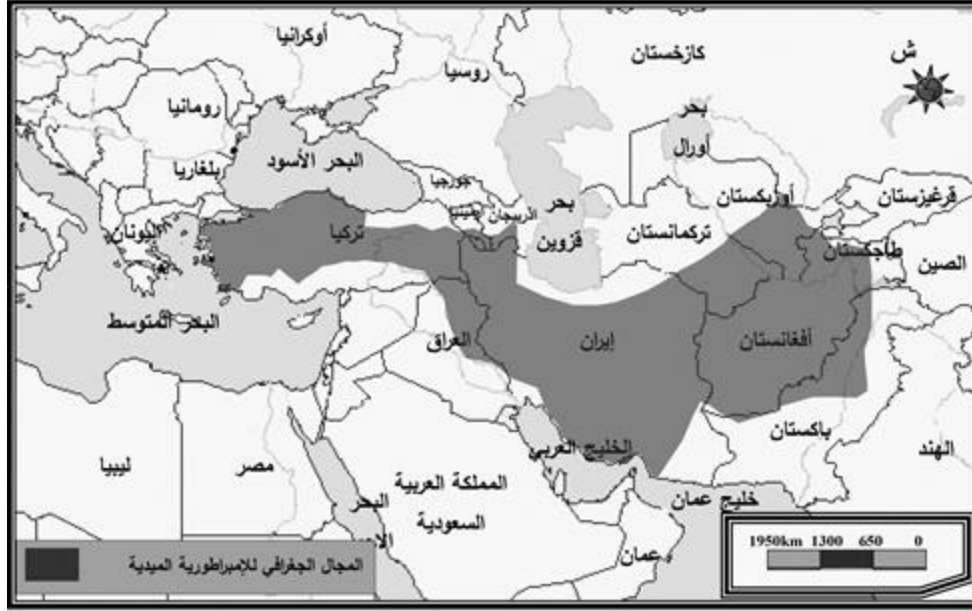 أوكرانيا
روسيا
كازخستان
ش
رومانيا
بحر
أورال
البحر الأسود
بلغاريا
جورجيا
أوزبكستان
قرغيزستان
اليونان
تركيا
اذربيجان
بحر
قزوين
تركمانستان
طاجكستان
الصين
البحر المتوسط
العراق
إيران
أفغانستان
باكستان
الهند
ليبيا
مصر
الخليج العربي
المملكة العربية
السعودية
البحر
خليج عمان
عمان
1950km 1300 650 0
المجال الجغرافي للإمبراطورية الميدية